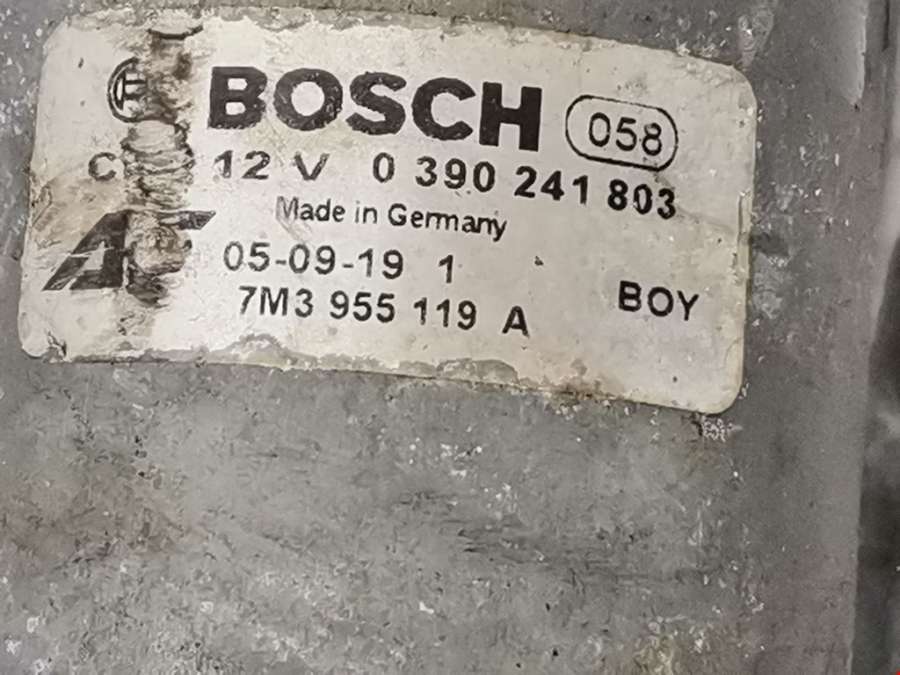 BOSCH 058
C 12 V 0 390 241 803
Made in Germany
05-09-19 1
7M3 955 119 A BOY